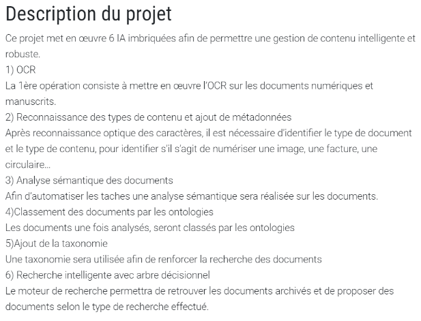 Description du projet
Ce projet met en œuvre 6 IA imbriquées afin de permettre une gestion de contenu intelligente et
robuste.
1) OCR
La 1ère opération consiste à mettre en œuvre l'OCR sur les documents numériques et
manuscrits.
2) Reconnaissance des types de contenu et ajout de métadonnées
Après reconnaissance optique des caractères, il est nécessaire d'identifier le type de document
et le type de contenu, pour identifier s'il s'agit de numériser une image, une facture, une
circulaire...
3) Analyse sémantique des documents
Afin d'automatiser les taches une analyse sémantique sera réalisée sur les documents.
4)Classement des documents par les ontologies
Les documents une fois analysés, seront classés par les ontologies
5)Ajout de la taxonomie
Une taxonomie sera utilisée afin de renforcer la recherche des documents
6) Recherche intelligente avec arbre décisionnel
Le moteur de recherche permettra de retrouver les documents archivés et de proposer des
documents selon le type de recherche effectué.